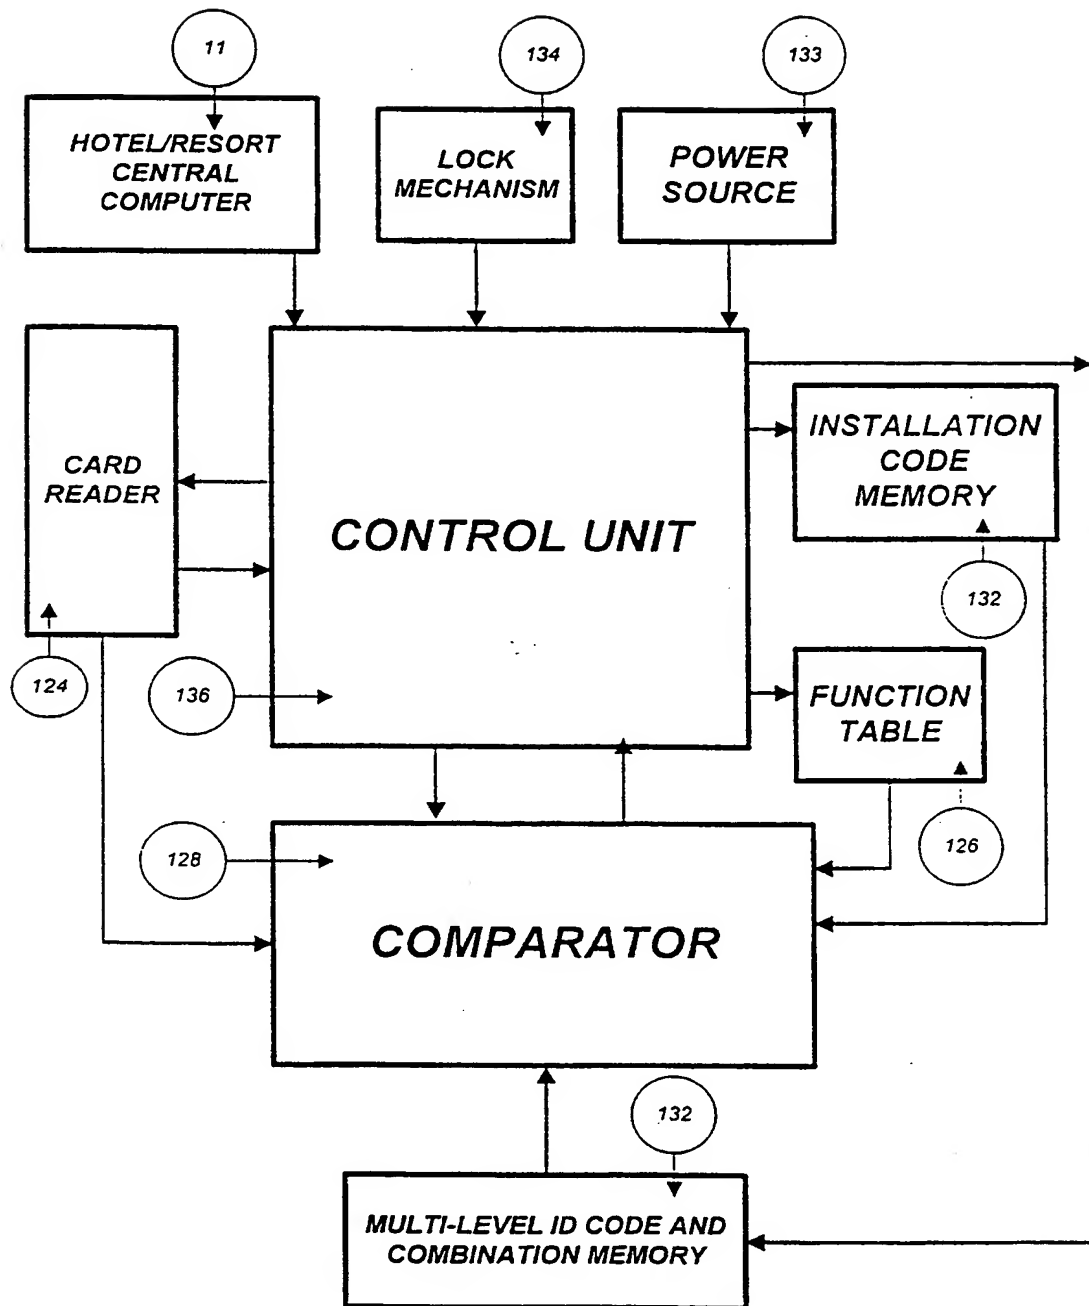 11
134
133
HOTEL/RESORT
CENTRAL
COMPUTER
LOCK
MECHANISM
POWER
SOURCE
CARD
READER
CONTROL UNIT
INSTALLATION
CODE
MEMORY
132
124
136
FUNCTION
TABLE
128
126
COMPARATOR
132
MULTI-LEVEL ID CODE AND
COMBINATION MEMORY